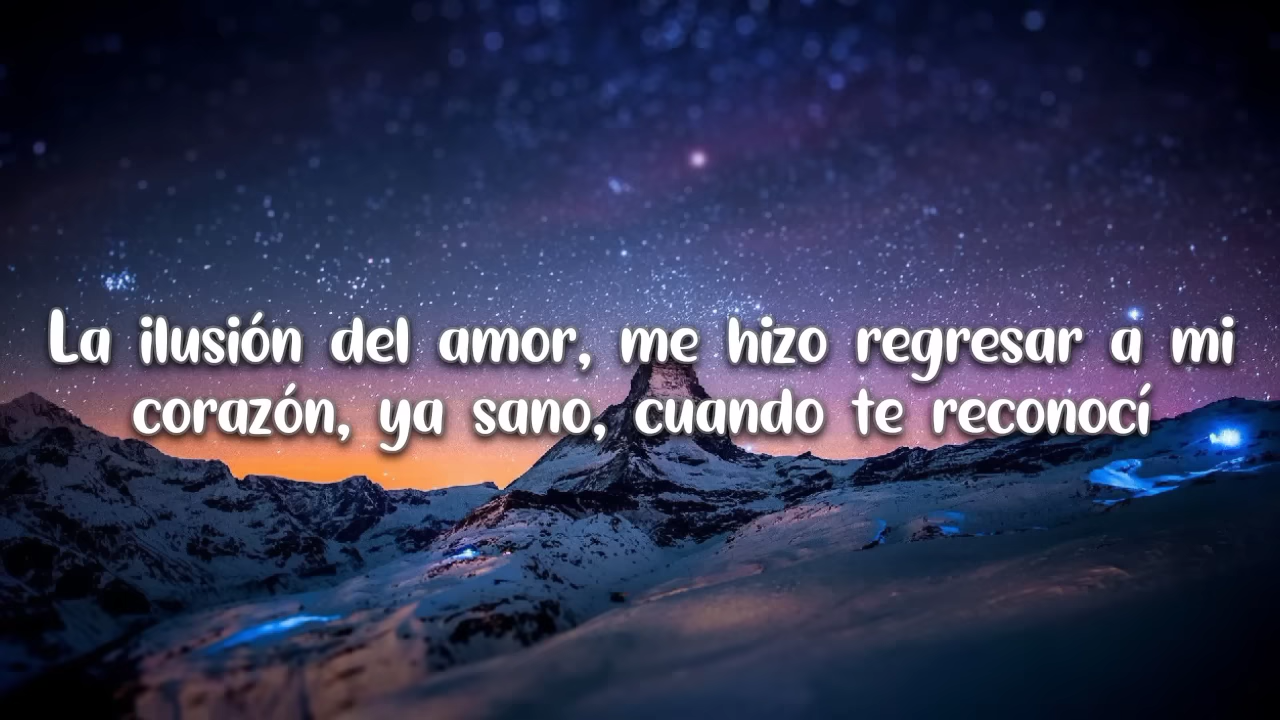 La ilusión del amor, me hizo regresar a mi
corazón, ya sano, cuando te reconocí